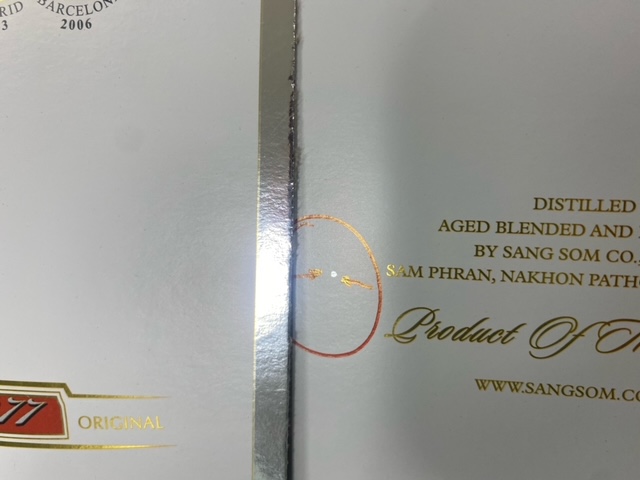 RID
3
BARCELON
2006
77
ORIGINAL
DISTILLED
AGED BLENDED AND
BY SANG SOM CO.,
SAM PHRAN, NAKHON PATHO
Product Of
WWW.SANGSOM.CO